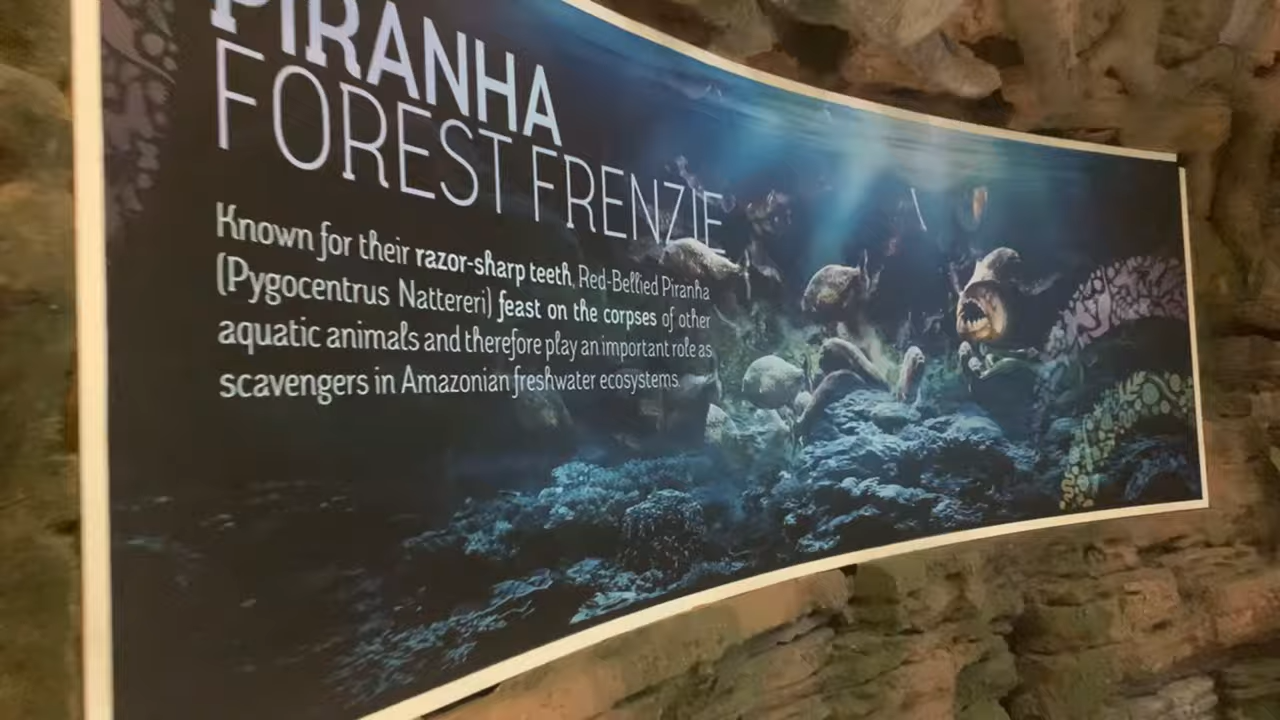 PIRANHA
FOREST FRENZIE
Known for their razor-sharp teeth, Red-Bellied Piranha
(Pygocentrus Nattereri) feast on the corpses of other
aquatic animals and therefore play an important role as
scavengers in Amazonian freshwater ecosystems.